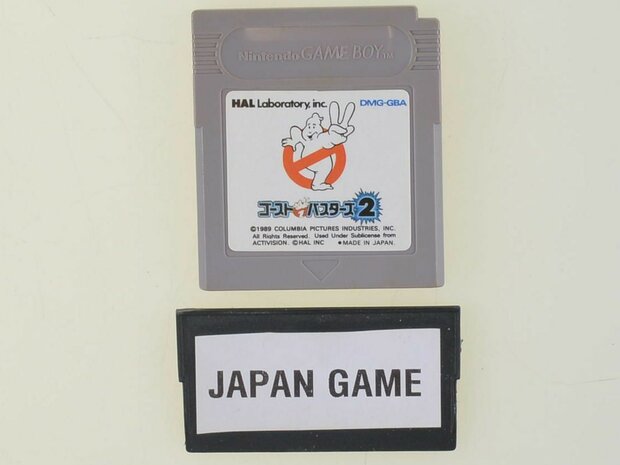 Nintendo GAME BOY TM
HAL Laboratory, inc. DMG-GBA
ゴーストバスターズ2
©1989 COLUMBIA PICTURES INDUSTRIES, INC.
All Rights Reserved. Used Under Sublicense from
ACTIVISION. ©HAL INC ●MADE IN JAPAN.
JAPAN GAME